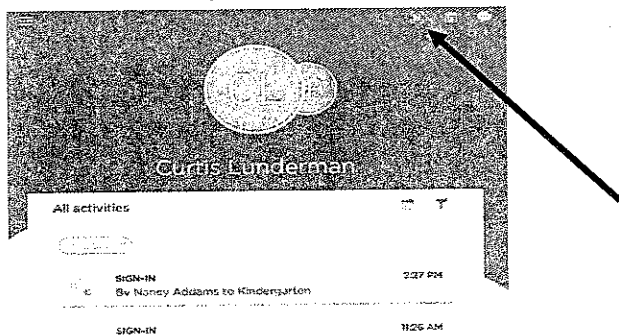 Curtis Lunderman
All activities
SIGN-IN 2:27 PM
By Nancy Addams to Kindergarten
SIGN-IN 11:26 AM